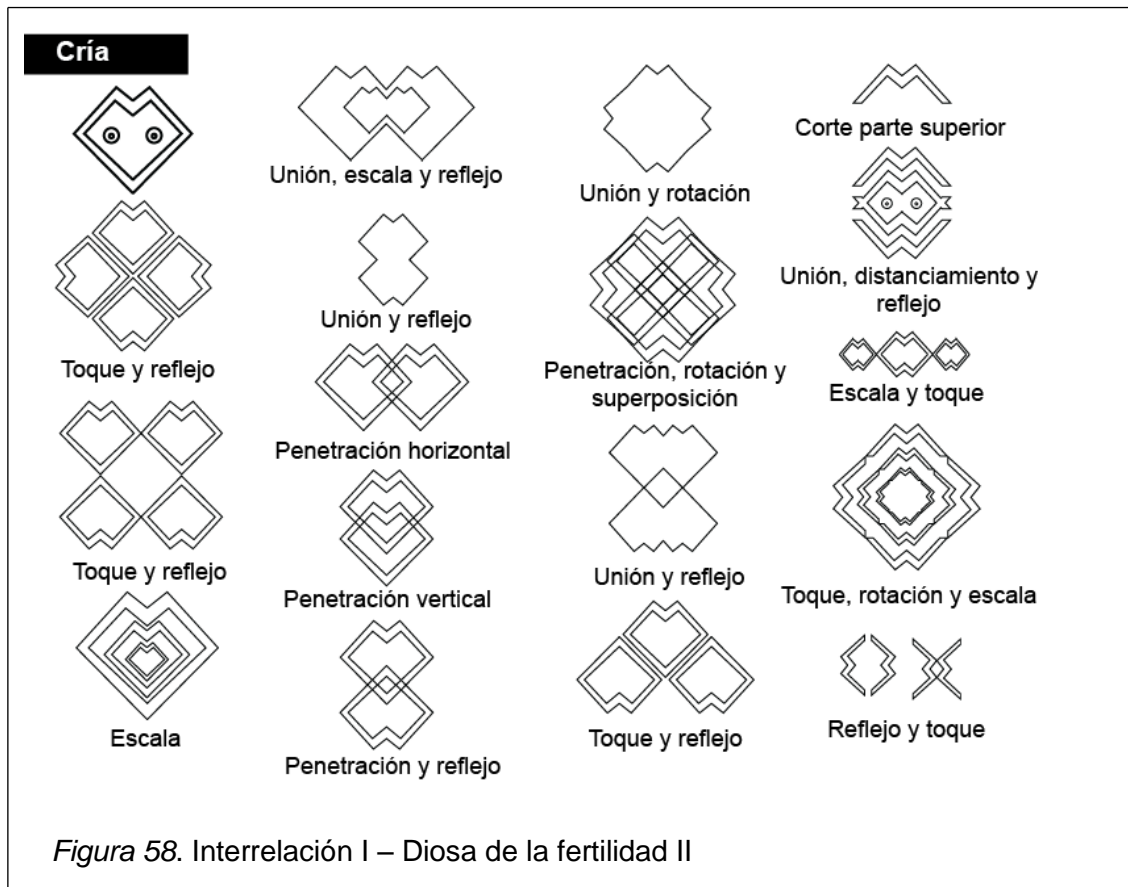 Cría
Toque y reflejo
Toque y reflejo
Escala
Unión, escala y reflejo
Unión y reflejo
Penetración horizontal
Penetración vertical
Penetración y reflejo
Unión y rotación
Penetración, rotación y
superposición
Unión y reflejo
Toque y reflejo
Corte parte superior
Unión, distanciamiento y
reflejo
Escala y toque
Toque, rotación y escala
Reflejo y toque
Figura 58. Interrelación I – Diosa de la fertilidad II